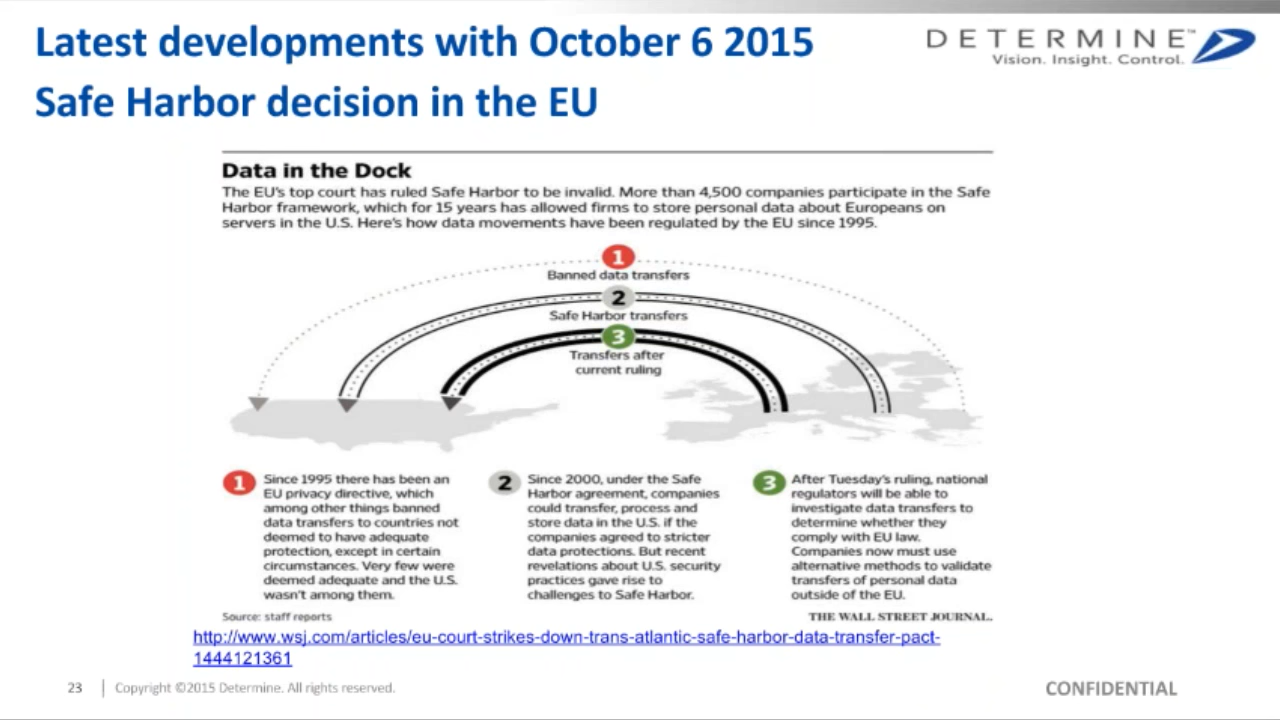 Latest developments with October 6 2015
Safe Harbor decision in the EU
DETERMINE™
Vision. Insight. Control.
Data in the Dock
The EU's top court has ruled Safe Harbor to be invalid. More than 4,500 companies participate in the Safe
Harbor framework, which for 15 years has allowed firms to store personal data about Europeans on
servers in the U.S. Here's how data movements have been regulated by the EU since 1995.
1
Banned data transfers
2
Safe Harbor transfers
3
Transfers after
current ruling
1
Since 1995 there has been an
EU privacy directive, which
among other things banned
data transfers to countries not
deemed to have adequate
protection, except in certain
circumstances. Very few were
deemed adequate and the U.S.
wasn't among them.
2
Since 2000, under the Safe
Harbor agreement, companies
could transfer, process and
store data in the U.S. if the
companies agreed to stricter
data protections. But recent
revelations about U.S. security
practices gave rise to
challenges to Safe Harbor.
3
After Tuesday's ruling, national
regulators will be able to
investigate data transfers to
determine whether they
comply with EU law.
Companies now must use
alternative methods to validate
transfers of personal data
outside of the EU.
Source: staff reports
THE WALL STREET JOURNAL.
http://www.wsj.com/articles/eu-court-strikes-down-trans-atlantic-safe-harbor-data-transfer-pact-
1444121361
23
Copyright ©2015 Determine. All rights reserved.
CONFIDENTIAL